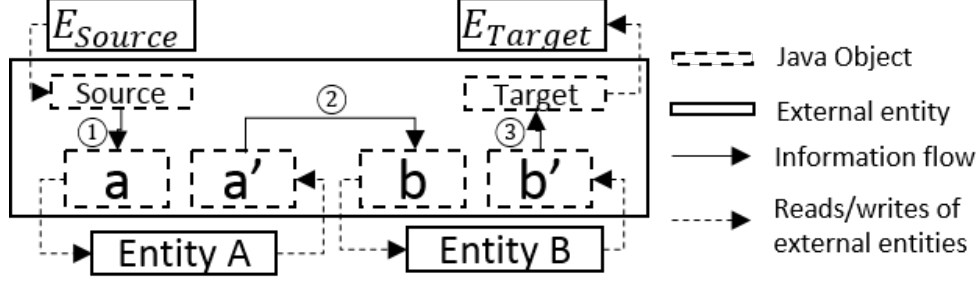 E_Source
E_Target
Source
Target
①
②
③
a
a′
b
b′
Entity A
Entity B
Java Object
External entity
Information flow
Reads/writes of
external entities